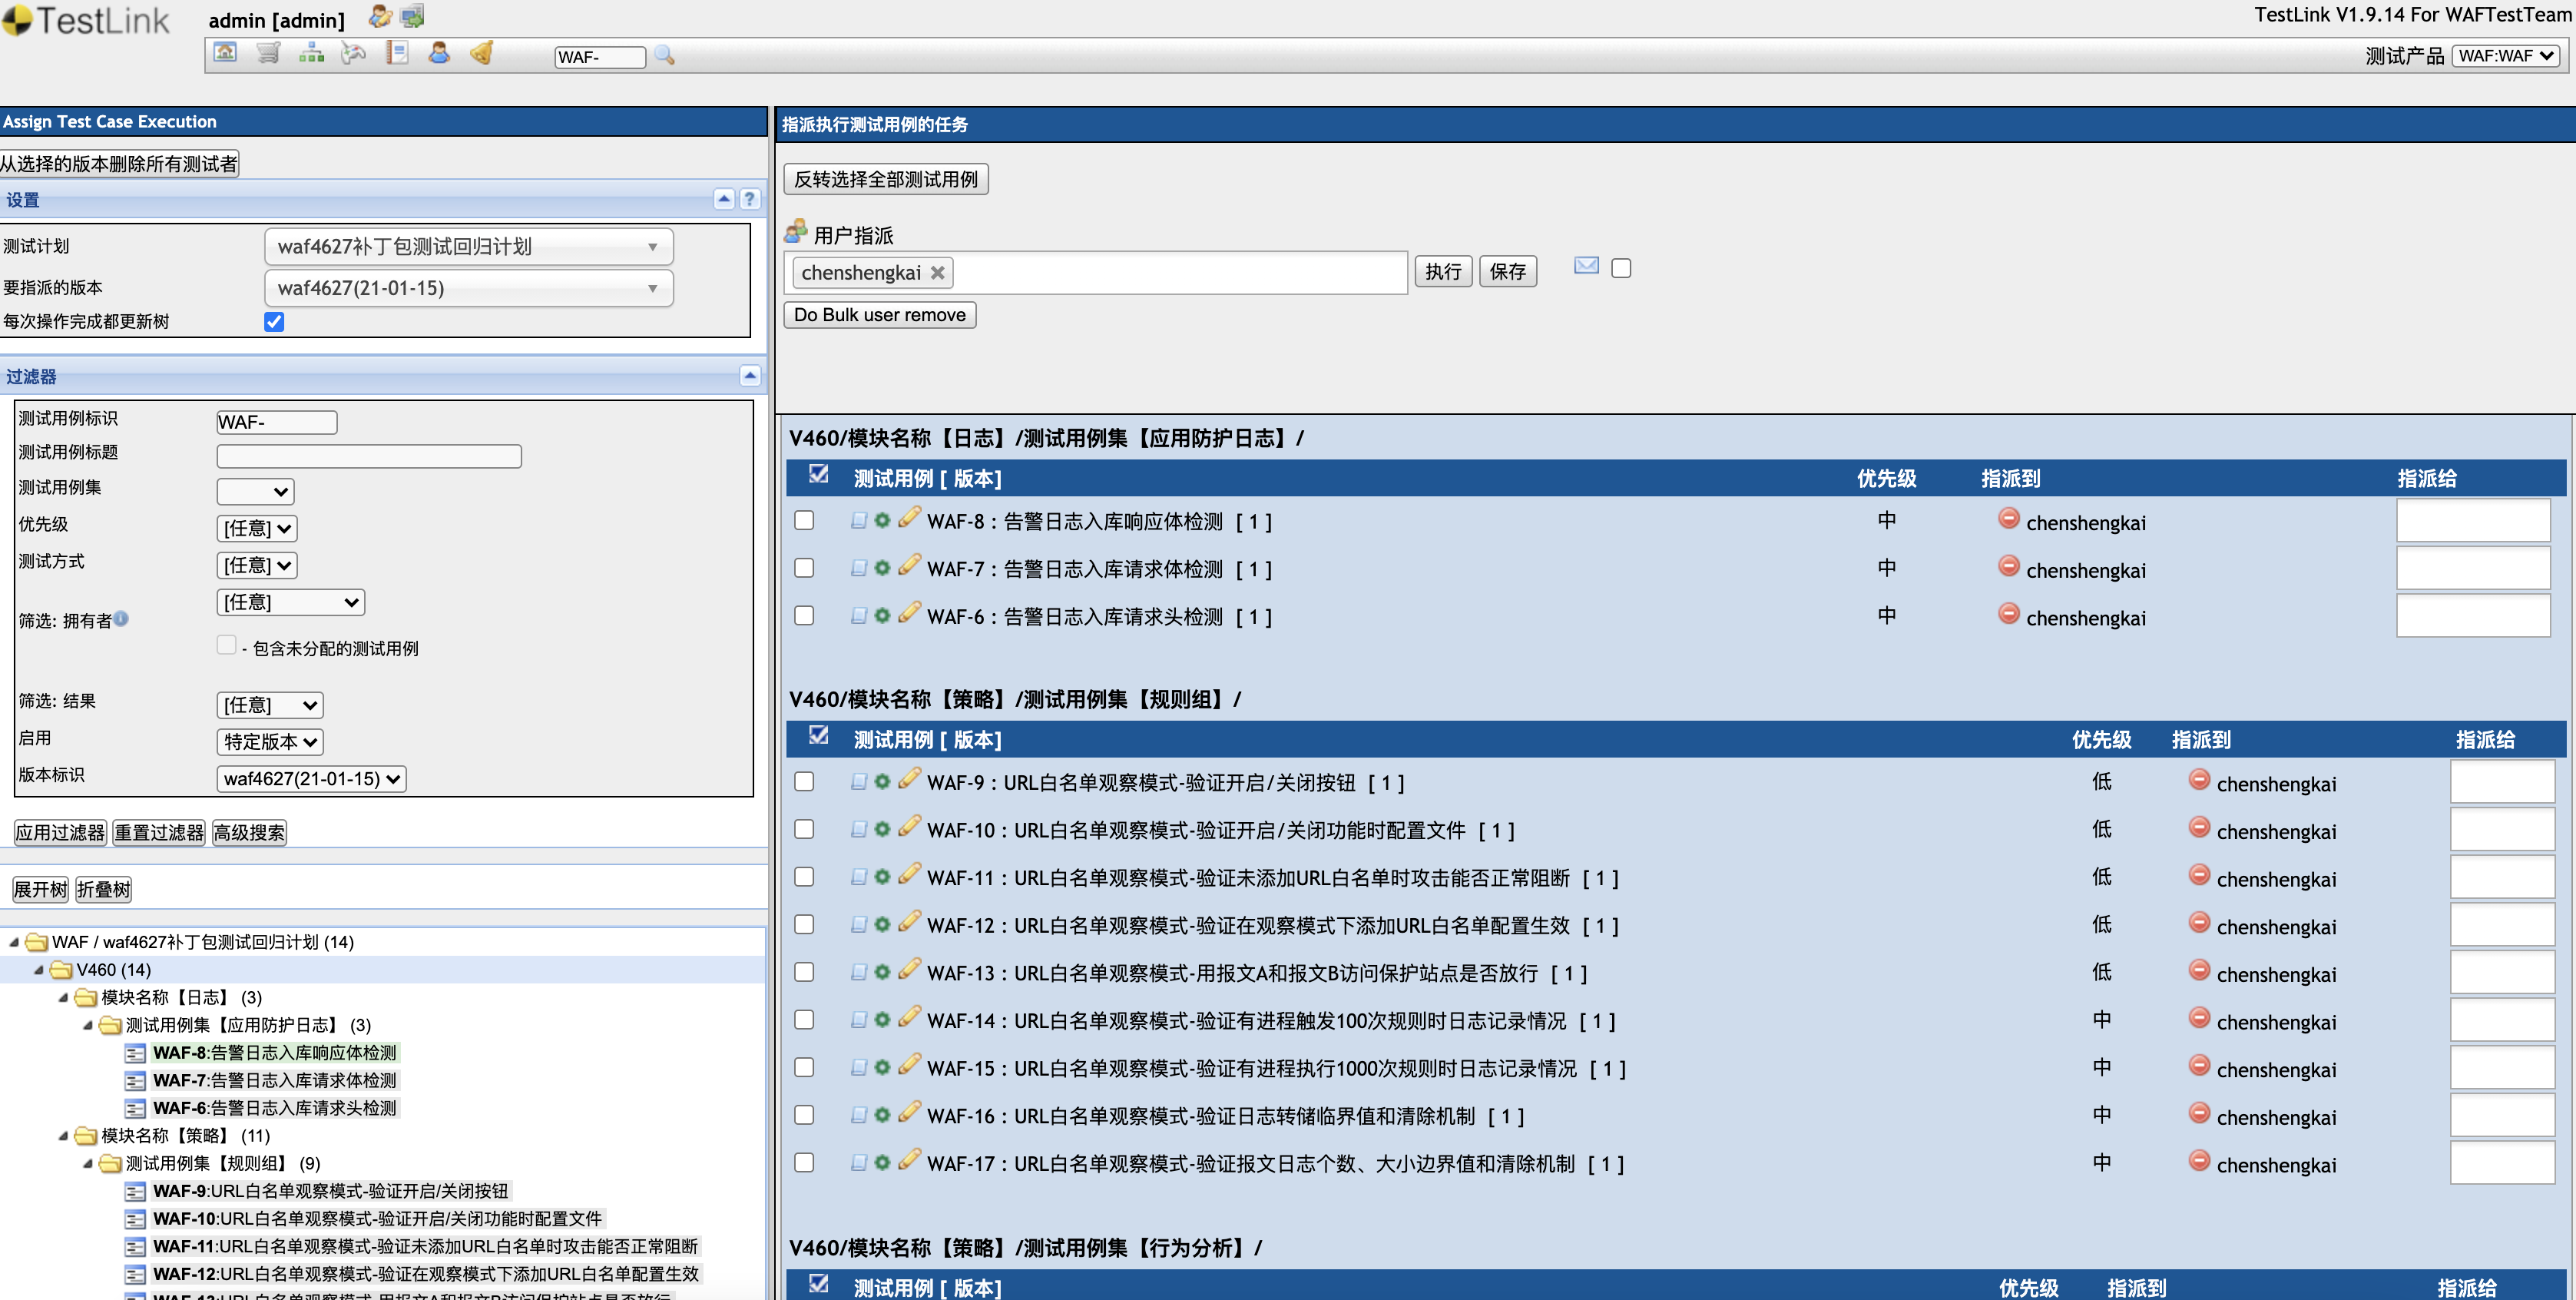 TestLink
admin [admin]
TestLink V1.9.14 For WAFTestTeam
WAF-
测试产品 WAF:WAF
Assign Test Case Execution
从选择的版本删除所有测试者
设置
测试计划 waf4627补丁包测试回归计划
要指派的版本 waf4627(21-01-15)
每次操作完成都更新树
过滤器
测试用例标识 WAF-
测试用例标题
测试用例集
优先级 [任意]
测试方式 [任意]
[任意]
筛选: 拥有者
- 包含未分配的测试用例
筛选: 结果 [任意]
启用 特定版本
版本标识 waf4627(21-01-15)
应用过滤器 重置过滤器 高级搜索
展开树 折叠树
WAF / waf4627补丁包测试回归计划 (14)
V460 (14)
模块名称【日志】 (3)
测试用例集【应用防护日志】 (3)
WAF-8:告警日志入库响应体检测
WAF-7:告警日志入库请求体检测
WAF-6:告警日志入库请求头检测
模块名称【策略】 (11)
测试用例集【规则组】 (9)
WAF-9:URL白名单观察模式-验证开启/关闭按钮
WAF-10:URL白名单观察模式-验证开启/关闭功能时配置文件
WAF-11:URL白名单观察模式-验证未添加URL白名单时攻击能否正常阻断
WAF-12:URL白名单观察模式-验证在观察模式下添加URL白名单配置生效
WAF-13:URL白名单观察模式-用报文A和报文B访问保护站点是否放行
指派执行测试用例的任务
反转选择全部测试用例
用户指派
chenshengkai 执行 保存
Do Bulk user remove
V460/模块名称【日志】/测试用例集【应用防护日志】/
测试用例 [ 版本] 优先级 指派到 指派给
WAF-8 : 告警日志入库响应体检测 [ 1 ] 中 chenshengkai
WAF-7 : 告警日志入库请求体检测 [ 1 ] 中 chenshengkai
WAF-6 : 告警日志入库请求头检测 [ 1 ] 中 chenshengkai
V460/模块名称【策略】/测试用例集【规则组】/
测试用例 [ 版本] 优先级 指派到 指派给
WAF-9 : URL白名单观察模式-验证开启/关闭按钮 [ 1 ] 低 chenshengkai
WAF-10 : URL白名单观察模式-验证开启/关闭功能时配置文件 [ 1 ] 低 chenshengkai
WAF-11 : URL白名单观察模式-验证未添加URL白名单时攻击能否正常阻断 [ 1 ] 低 chenshengkai
WAF-12 : URL白名单观察模式-验证在观察模式下添加URL白名单配置生效 [ 1 ] 低 chenshengkai
WAF-13 : URL白名单观察模式-用报文A和报文B访问保护站点是否放行 [ 1 ] 低 chenshengkai
WAF-14 : URL白名单观察模式-验证有进程触发100次规则时日志记录情况 [ 1 ] 中 chenshengkai
WAF-15 : URL白名单观察模式-验证有进程执行1000次规则时日志记录情况 [ 1 ] 中 chenshengkai
WAF-16 : URL白名单观察模式-验证日志转储临界值和清除机制 [ 1 ] 中 chenshengkai
WAF-17 : URL白名单观察模式-验证报文日志个数、大小边界值和清除机制 [ 1 ] 中 chenshengkai
V460/模块名称【策略】/测试用例集【行为分析】/
测试用例 [ 版本] 优先级 指派到 指派给